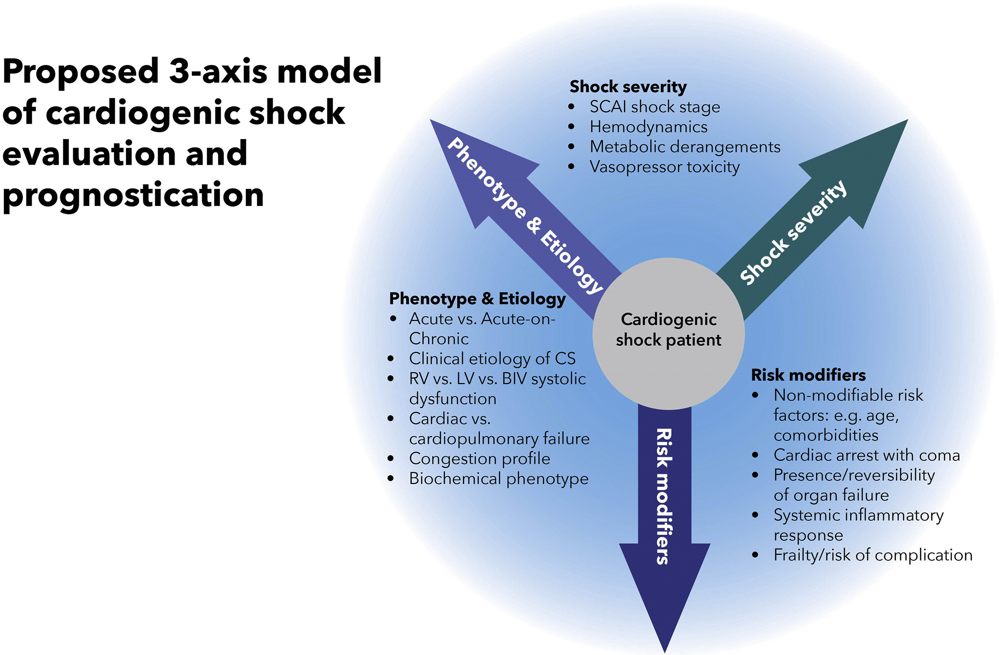 Proposed 3-axis model
of cardiogenic shock
evaluation and
prognostication
Shock severity
• SCAI shock stage
• Hemodynamics
• Metabolic derangements
• Vasopressor toxicity
Phenotype & Etiology
Shock severity
Phenotype & Etiology
• Acute vs. Acute-on-
Chronic
• Clinical etiology of CS
• RV vs. LV vs. BIV systolic
dysfunction
• Cardiac vs.
cardiopulmonary failure
• Congestion profile
• Biochemical phenotype
Cardiogenic
shock patient
Risk modifiers
• Non-modifiable risk
factors: e.g. age,
comorbidities
• Cardiac arrest with coma
• Presence/reversibility
of organ failure
• Systemic inflammatory
response
• Frailty/risk of complication
Risk modifiers